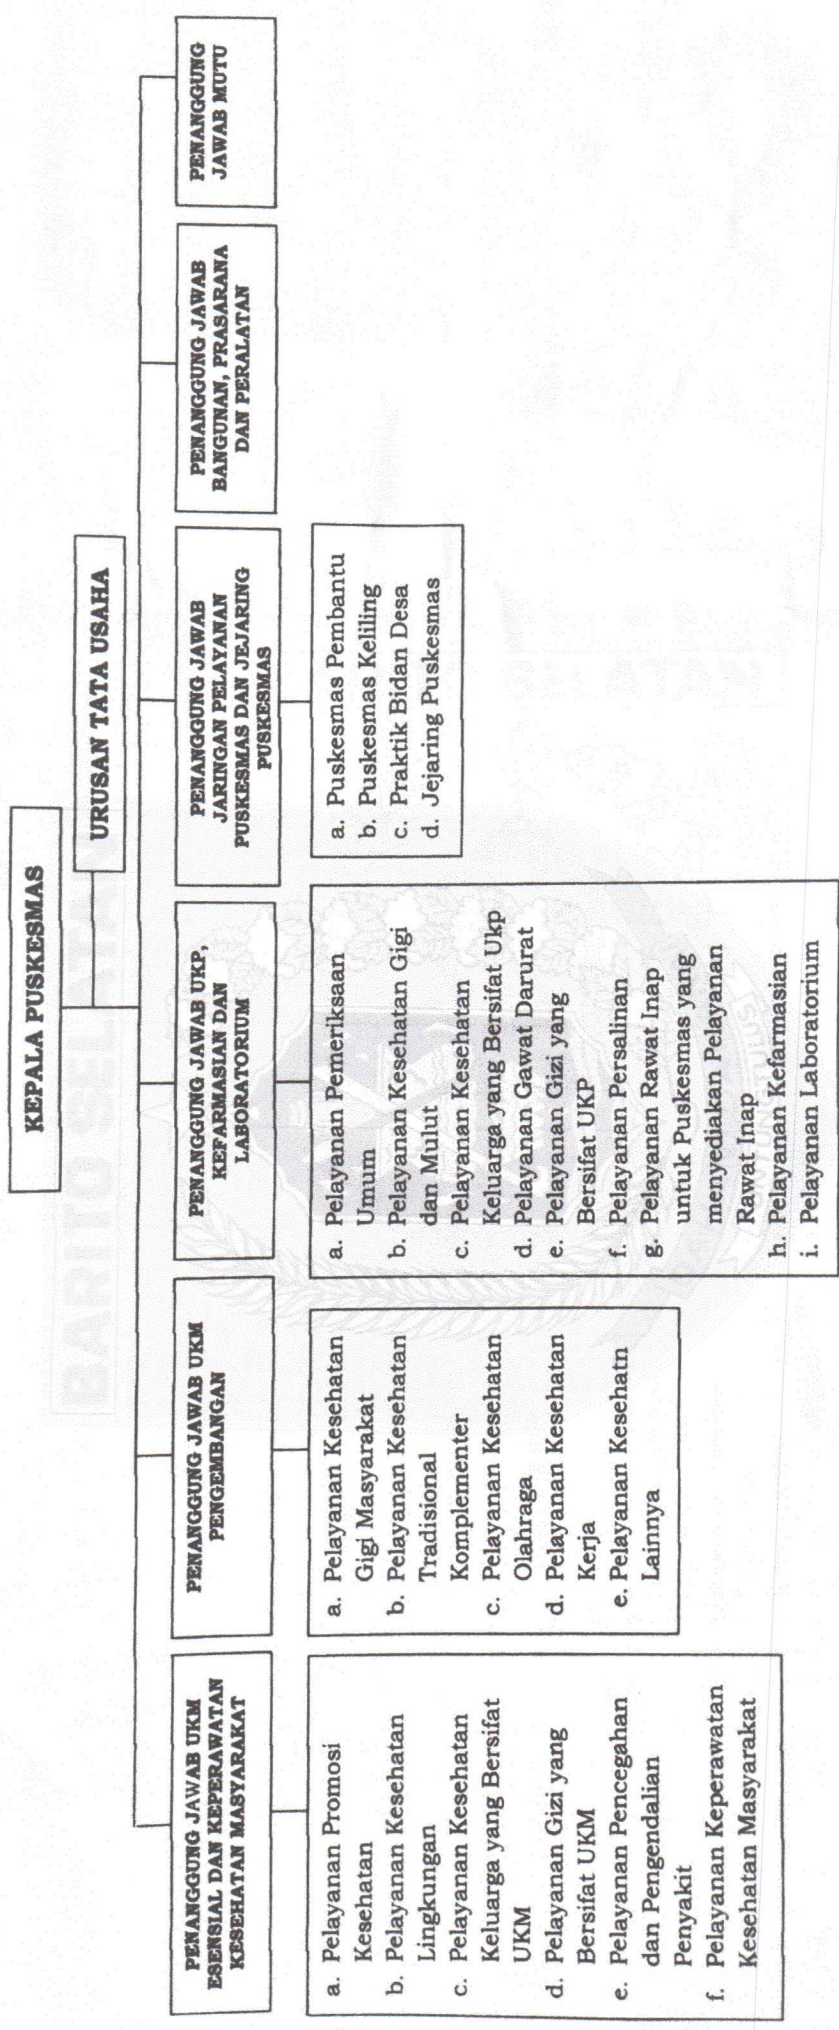 KEPALA PUSKESMAS
URUSAN TATA USAHA
PENANGGUNG JAWAB UKM
ESENSIAL DAN KEPERAWATAN
KESEHATAN MASYARAKAT
a. Pelayanan Promosi
Kesehatan
b. Pelayanan Kesehatan
Lingkungan
c. Pelayanan Kesehatan
Keluarga yang Bersifat
UKM
d. Pelayanan Gizi yang
Bersifat UKM
e. Pelayanan Pencegahan
dan Pengendalian
Penyakit
f. Pelayanan Keperawatan
Kesehatan Masyarakat
PENANGGUNG JAWAB UKM
PENGEMBANGAN
a. Pelayanan Kesehatan
Gigi Masyarakat
b. Pelayanan Kesehatan
Tradisional
Komplementer
c. Pelayanan Kesehatan
Olahraga
d. Pelayanan Kesehatan
Kerja
e. Pelayanan Kesehatn
Lainnya
PENANGGUNG JAWAB UKP,
KEFARMASIAN DAN
LABORATORIUM
a. Pelayanan Pemeriksaan
Umum
b. Pelayanan Kesehatan Gigi
dan Mulut
c. Pelayanan Kesehatan
Keluarga yang Bersifat Ukp
d. Pelayanan Gawat Darurat
e. Pelayanan Gizi yang
Bersifat UKP
f. Pelayanan Persalinan
g. Pelayanan Rawat Inap
untuk Puskesmas yang
menyediakan Pelayanan
Rawat Inap
h. Pelayanan Kefarmasian
i. Pelayanan Laboratorium
PENANGGUNG JAWAB
JARINGAN PELAYANAN
PUSKESMAS DAN JEJARING
PUSKESMAS
a. Puskesmas Pembantu
b. Puskesmas Keliling
c. Praktik Bidan Desa
d. Jejaring Puskesmas
PENANGGUNG JAWAB
BANGUNAN, PRASARANA
DAN PERALATAN
PENANGGUNG
JAWAB MUTU
BARITO SELATAN